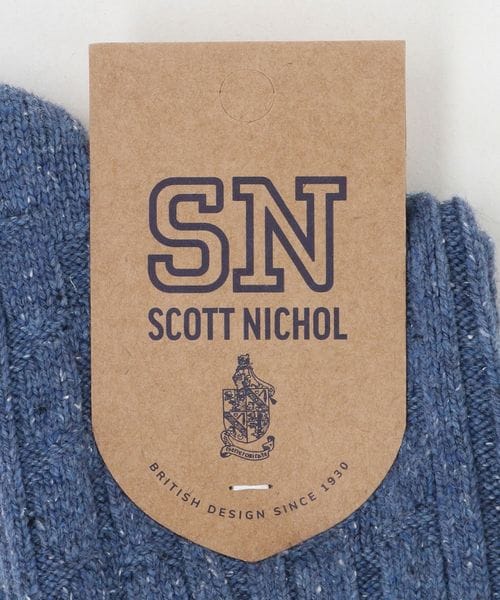 SN
SCOTT NICHOL
BRITISH DESIGN SINCE 1930